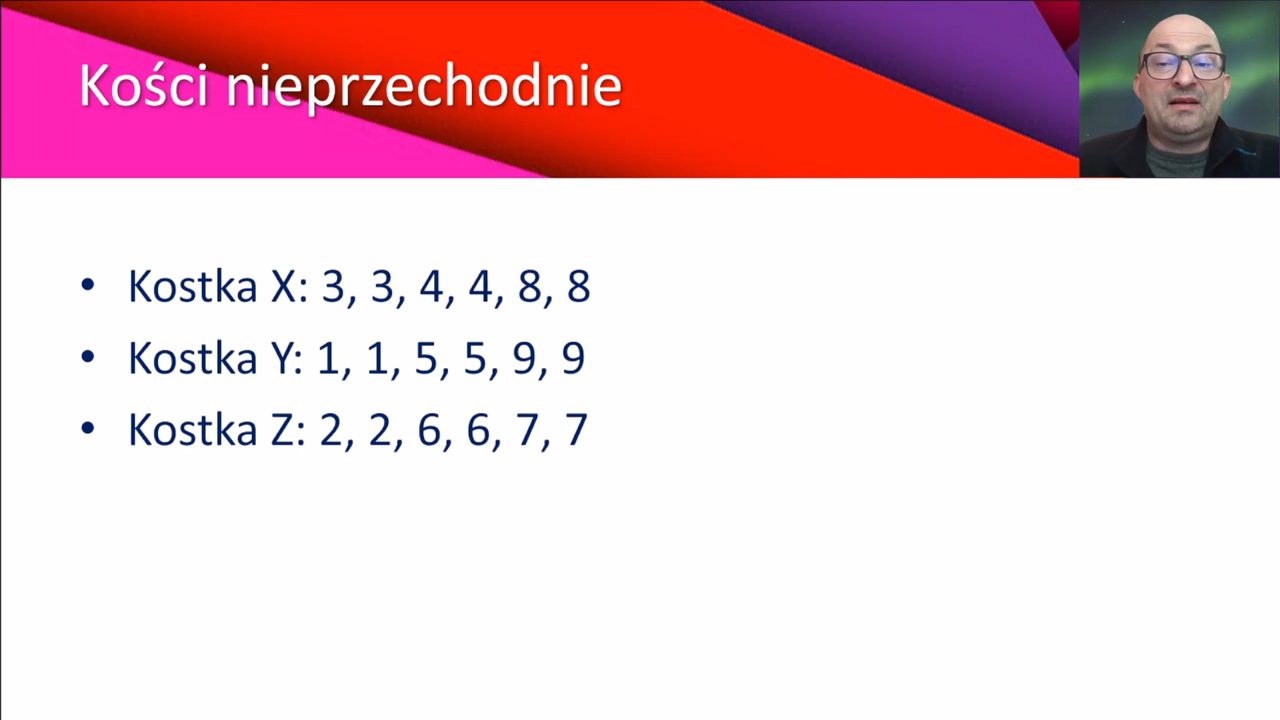 Kości nieprzechodnie
• Kostka X: 3, 3, 4, 4, 8, 8
• Kostka Y: 1, 1, 5, 5, 9, 9
• Kostka Z: 2, 2, 6, 6, 7, 7